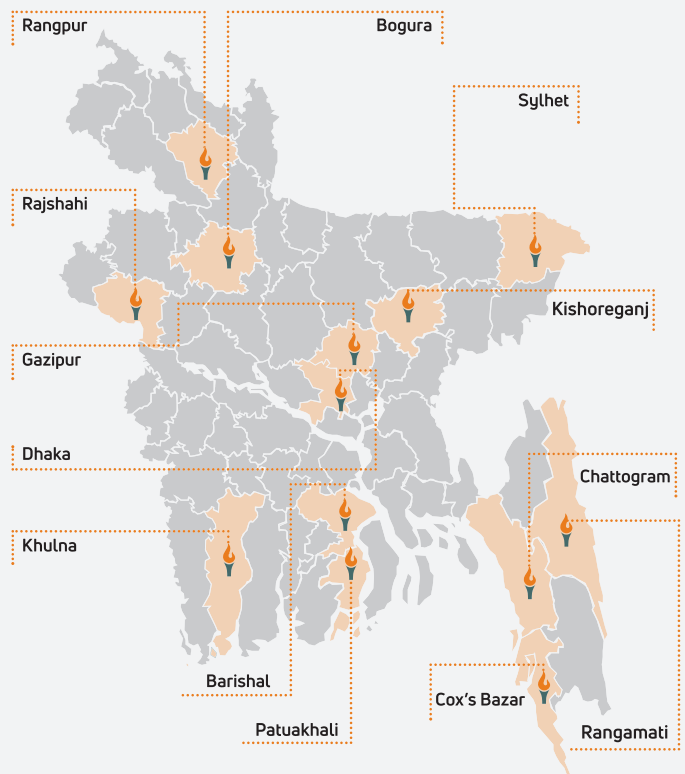 Rangpur
Bogura
Sylhet
Rajshahi
Kishoreganj
Gazipur
Dhaka
Chattogram
Khulna
Barishal
Cox's Bazar
Patuakhali
Rangamati